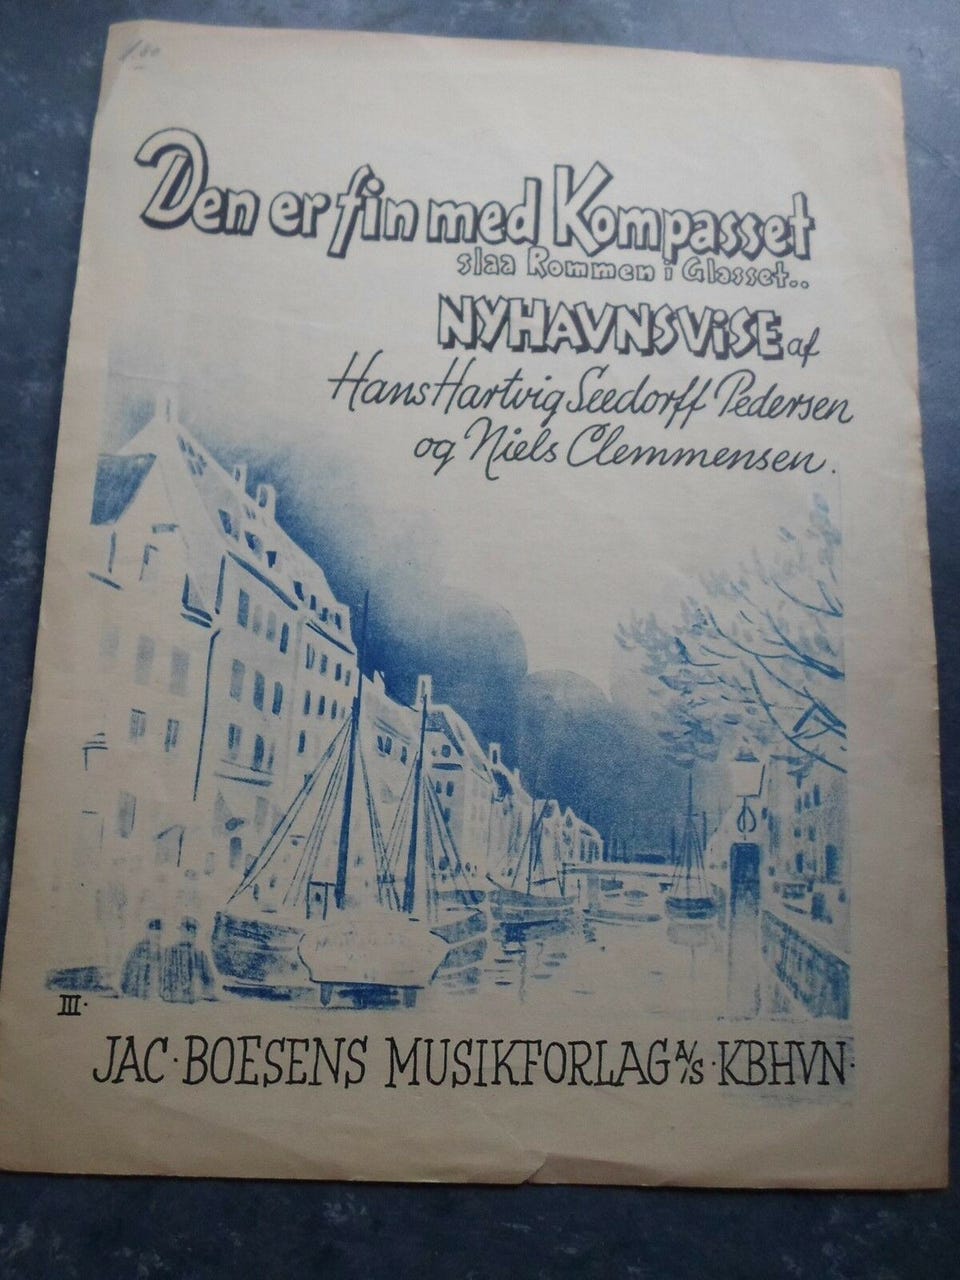 Den er fin med Kompasset
slaa Rommen i Glasset..
NYHAVNSViSE af
Hans Hartvig Seedorff Pedersen
og Niels Clemmensen.
III.
JAC·BOESENS MUSIKFORLAG A/S·KBHVN·